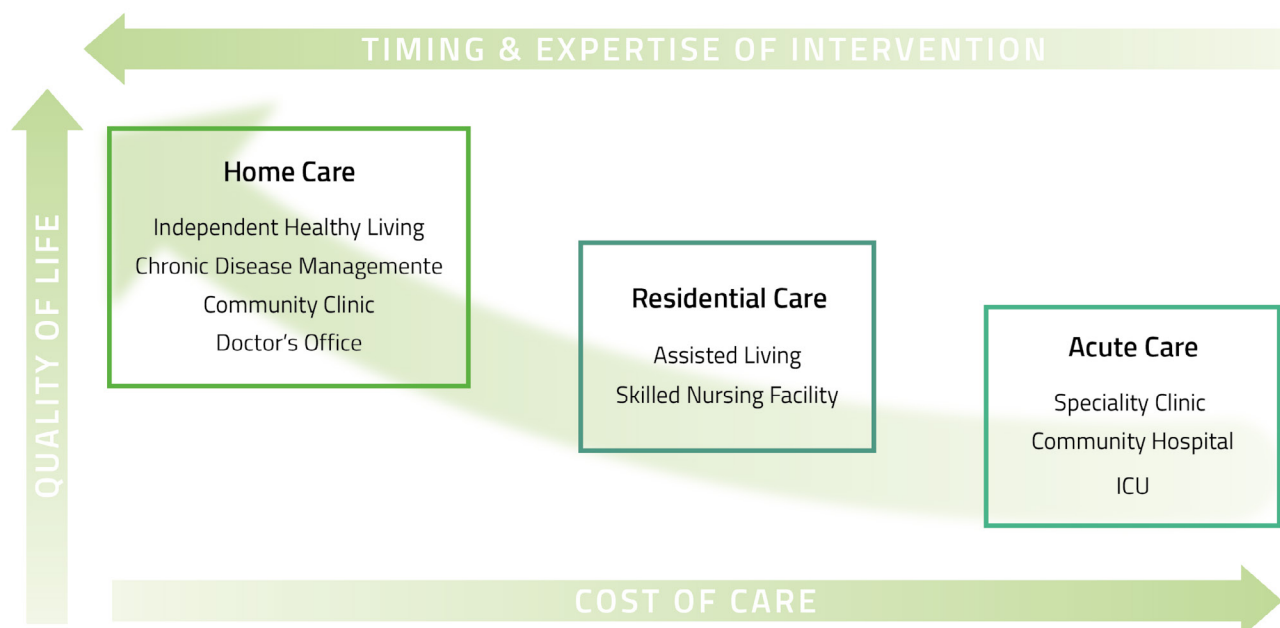 TIMING & EXPERTISE OF INTERVENTION
QUALITY OF LIFE
Home Care
Independent Healthy Living
Chronic Disease Managemente
Community Clinic
Doctor’s Office
Residential Care
Assisted Living
Skilled Nursing Facility
Acute Care
Speciality Clinic
Community Hospital
ICU
COST OF CARE